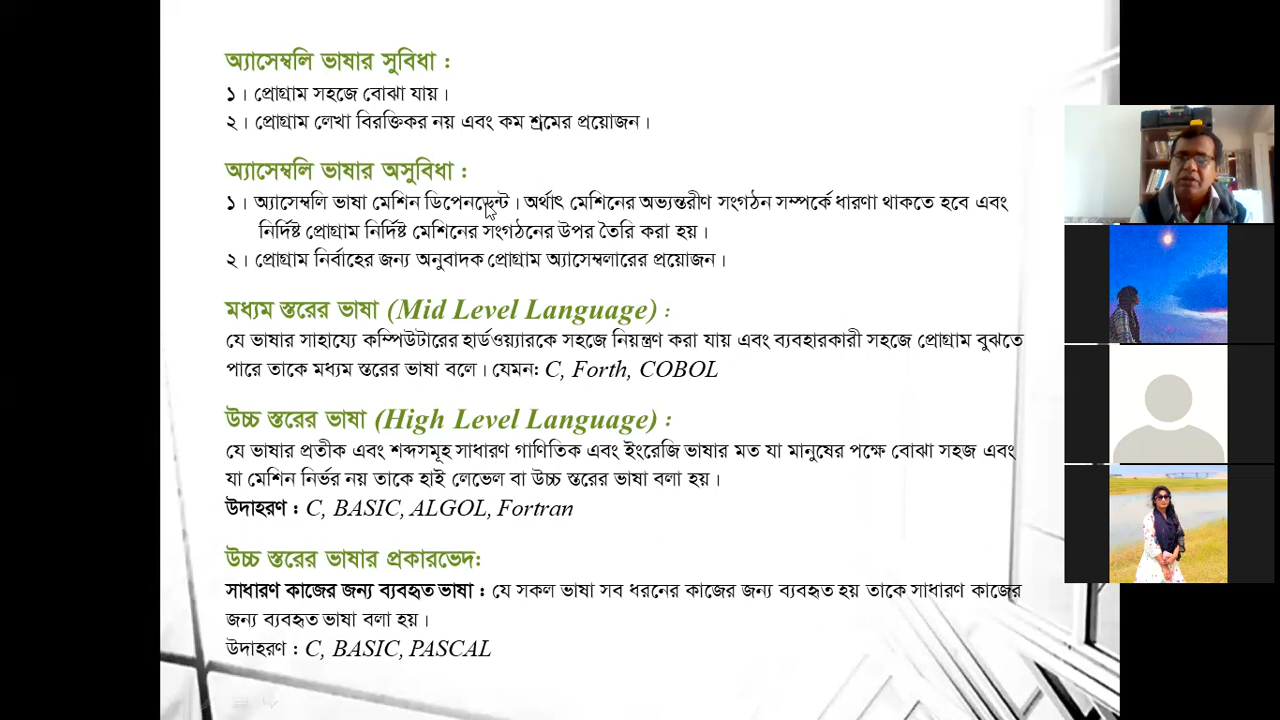 অ্যাসেম্বলি ভাষার সুবিধা :
১। প্রোগ্রাম সহজে বোঝা যায়।
২। প্রোগ্রাম লেখা বিরক্তিকর নয় এবং কম শ্রমের প্রয়োজন।
অ্যাসেম্বলি ভাষার অসুবিধা :
১। অ্যাসেম্বলি ভাষা মেশিন ডিপেনডেন্ট। অর্থাৎ মেশিনের অভ্যন্তরীণ সংগঠন সম্পর্কে ধারণা থাকতে হবে এবং
নির্দিষ্ট প্রোগ্রাম নির্দিষ্ট মেশিনের সংগঠনের উপর তৈরি করা হয়।
২। প্রোগ্রাম নির্বাহের জন্য অনুবাদক প্রোগ্রাম অ্যাসেম্বলারের প্রয়োজন।
মধ্যম স্তরের ভাষা (Mid Level Language) :
যে ভাষার সাহায্যে কম্পিউটারের হার্ডওয়্যারকে সহজে নিয়ন্ত্রণ করা যায় এবং ব্যবহারকারী সহজে প্রোগ্রাম বুঝতে
পারে তাকে মধ্যম স্তরের ভাষা বলে। যেমন: C, Forth, COBOL
উচ্চ স্তরের ভাষা (High Level Language) :
যে ভাষার প্রতীক এবং শব্দসমূহ সাধারণ গাণিতিক এবং ইংরেজি ভাষার মত যা মানুষের পক্ষে বোঝা সহজ এবং
যা মেশিন নির্ভর নয় তাকে হাই লেভেল বা উচ্চ স্তরের ভাষা বলা হয়।
উদাহরণ : C, BASIC, ALGOL, Fortran
উচ্চ স্তরের ভাষার প্রকারভেদ:
সাধারণ কাজের জন্য ব্যবহৃত ভাষা : যে সকল ভাষা সব ধরনের কাজের জন্য ব্যবহৃত হয় তাকে সাধারণ কাজের
জন্য ব্যবহৃত ভাষা বলা হয়।
উদাহরণ : C, BASIC, PASCAL